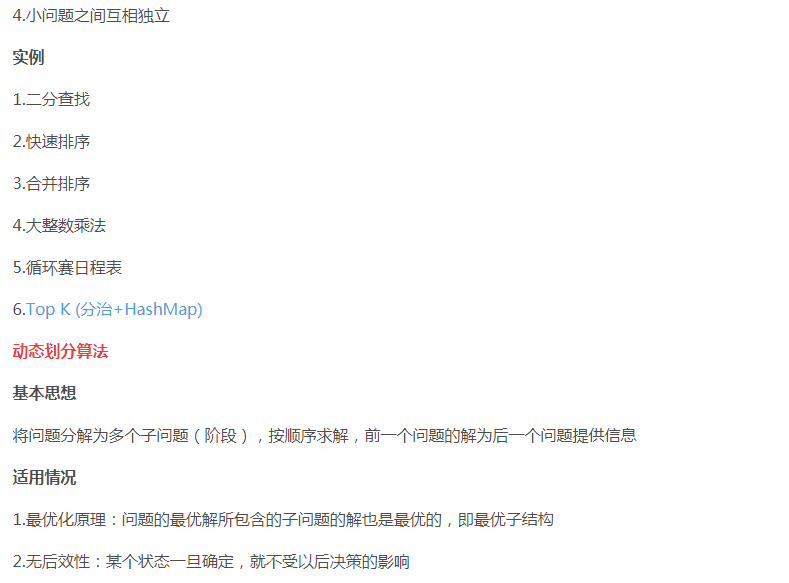 4.小问题之间互相独立
实例
1.二分查找
2.快速排序
3.合并排序
4.大整数乘法
5.循环赛日程表
6.Top K (分治+HashMap)
动态划分算法
基本思想
将问题分解为多个子问题（阶段），按顺序求解，前一个问题的解为后一个问题提供信息
适用情况
1.最优化原理：问题的最优解所包含的子问题的解也是最优的，即最优子结构
2.无后效性：某个状态一旦确定，就不受以后决策的影响